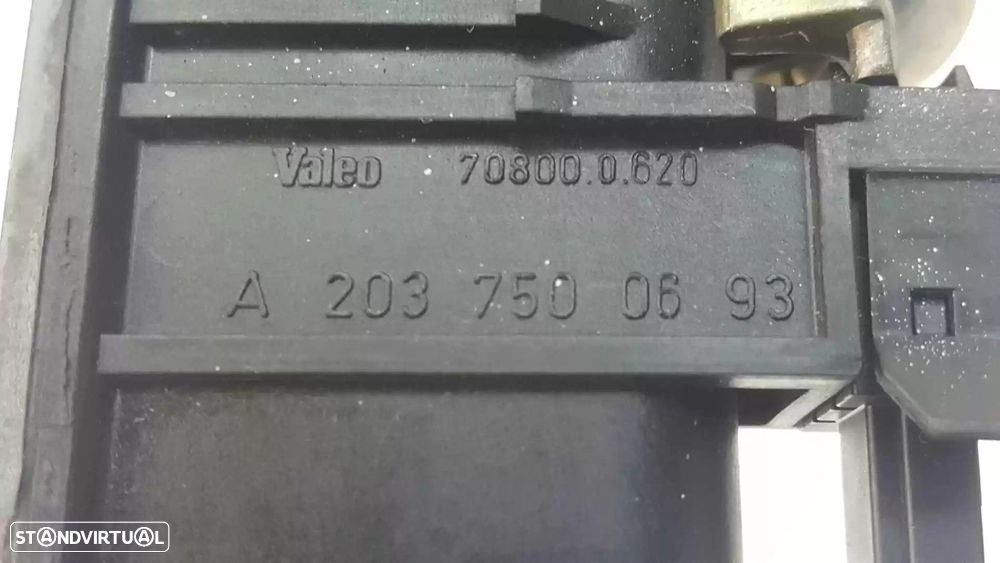 Valeo 70800.0.620
A 203 750 06 93
STANDVIRTUAL